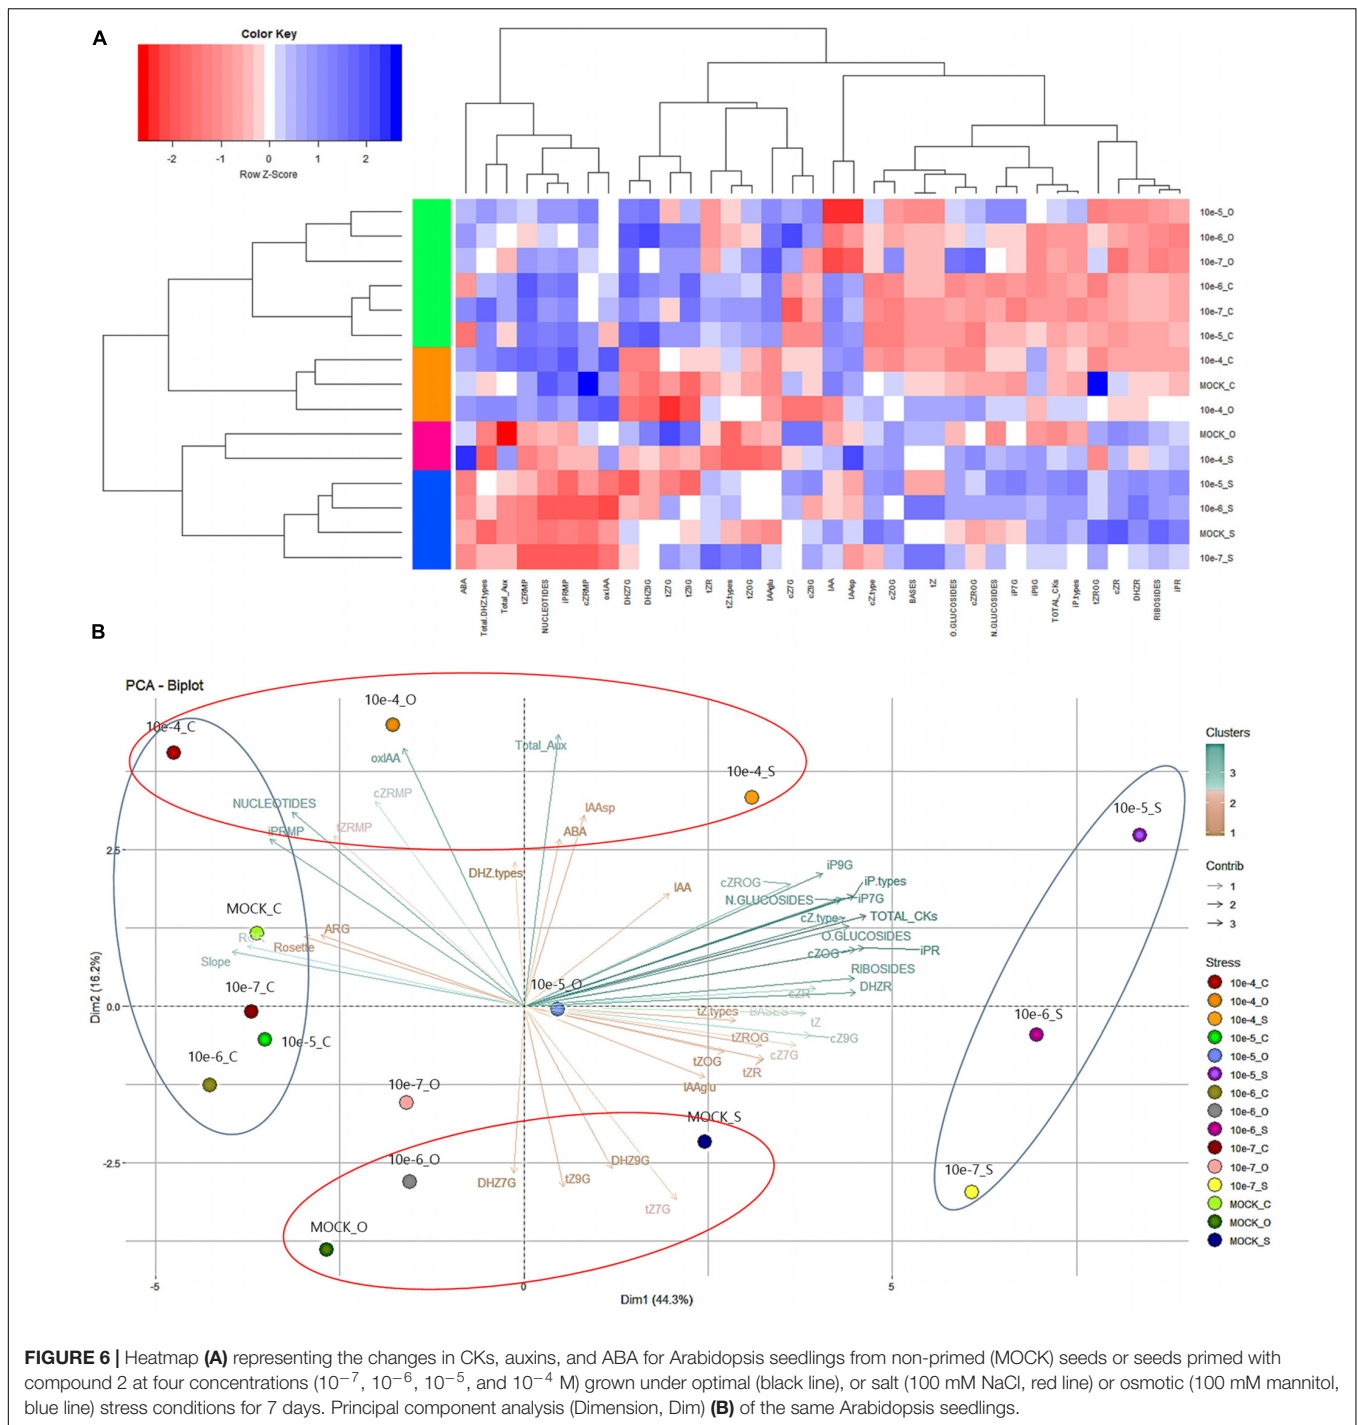 A
Color Key
-2 -1 0 1 2
Row Z-Score
10e-5_O
10e-6_O
10e-7_O
10e-6_C
10e-7_C
10e-5_C
10e-4_C
MOCK_C
10e-4_O
MOCK_O
10e-4_S
10e-5_S
10e-6_S
MOCK_S
10e-7_S
ABA
Total.DHZ.types
Total_Aux
tZRMP
NUCLEOTIDES
iPRMP
cZRMP
oxIAA
DHZ7G
DHZ9G
tZ7G
tZ9G
tZR
tZ.types
tZOG
IAAglu
cZ7G
cZ9G
IAA
IAAsp
cZ.type
cZOG
BASES
tZ
O.GLUCOSIDES
cZROG
N.GLUCOSIDES
iP7G
iP9G
TOTAL_CKs
iP.types
tZROG
cZR
DHZR
RIBOSIDES
iPR
B
PCA - Biplot
10e-4_C
10e-4_O
oxIAA
Total_Aux
10e-4_S
cZRMP
NUCLEOTIDES
iPRMP
tZRMP
IAAsp
ABA
DHZ.types
IAA
10e-5_S
iP9G
cZROG
iP.types
N.GLUCOSIDES
iP7G
cZ.type
TOTAL_CKs
O.GLUCOSIDES
cZOG
iPR
RIBOSIDES
DHZR
cZR
MOCK_C
ARG
Rosette
Slope
10e-7_C
10e-5_C
10e-6_C
10e-5_O
tZ.types
BASES
tZ
tZROG
cZ9G
cZ7G
tZOG
tZR
IAAglu
10e-6_S
10e-7_O
MOCK_S
10e-6_O
DHZ7G
tZ9G
DHZ9G
tZ7G
10e-7_S
MOCK_O
2.5
0.0
-2.5
Dim2 (16.2%)
-5 0 5
Dim1 (44.3%)
Clusters
3
2
1
Contrib
1
2
3
Stress
10e-4_C
10e-4_O
10e-4_S
10e-5_C
10e-5_O
10e-5_S
10e-6_C
10e-6_O
10e-6_S
10e-7_C
10e-7_O
10e-7_S
MOCK_C
MOCK_O
MOCK_S
FIGURE 6 | Heatmap (A) representing the changes in CKs, auxins, and ABA for Arabidopsis seedlings from non-primed (MOCK) seeds or seeds primed with
compound 2 at four concentrations (10⁻⁷, 10⁻⁶, 10⁻⁵, and 10⁻⁴ M) grown under optimal (black line), or salt (100 mM NaCl, red line) or osmotic (100 mM mannitol,
blue line) stress conditions for 7 days. Principal component analysis (Dimension, Dim) (B) of the same Arabidopsis seedlings.